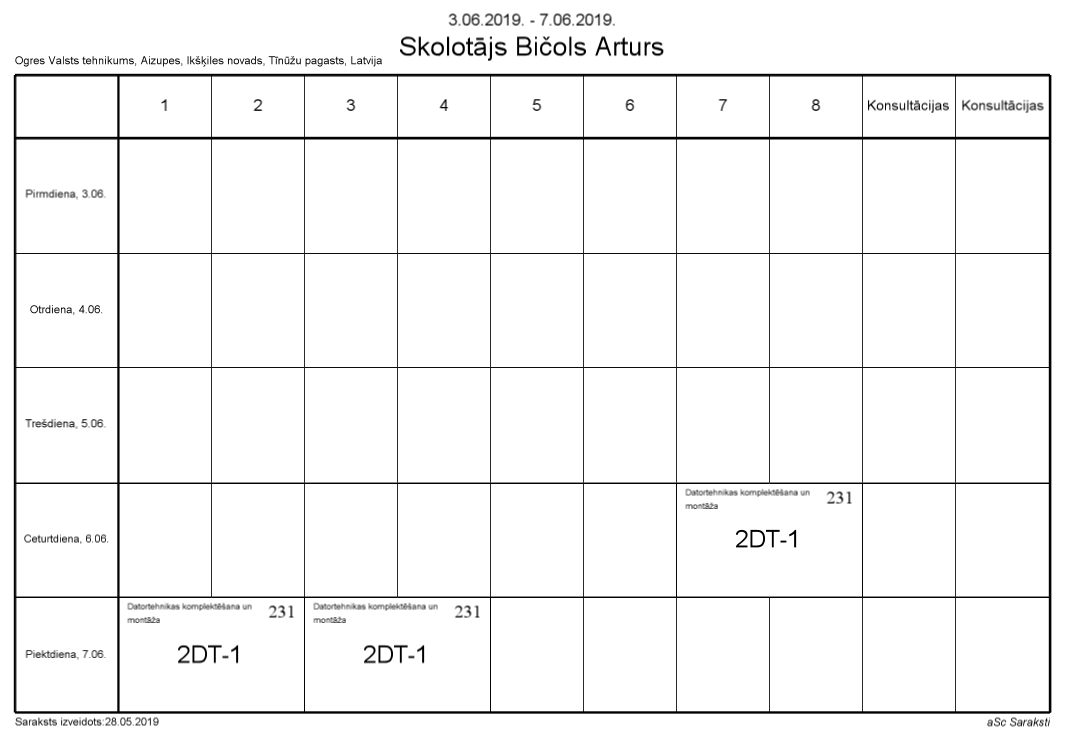 3.06.2019. - 7.06.2019.
Skolotājs Bičols Arturs
Ogres Valsts tehnikums, Aizupes, Ikšķiles novads, Tīnūžu pagasts, Latvija
1 2 3 4 5 6 7 8 Konsultācijas Konsultācijas
Pirmdiena, 3.06.
Otrdiena, 4.06.
Trešdiena, 5.06.
Ceturtdiena, 6.06.
Datortehnikas komplektēšana un
montāža
231
2DT-1
Piektdiena, 7.06.
Datortehnikas komplektēšana un
montāža
231
2DT-1
Datortehnikas komplektēšana un
montāža
231
2DT-1
Saraksts izveidots:28.05.2019
aSc Saraksti